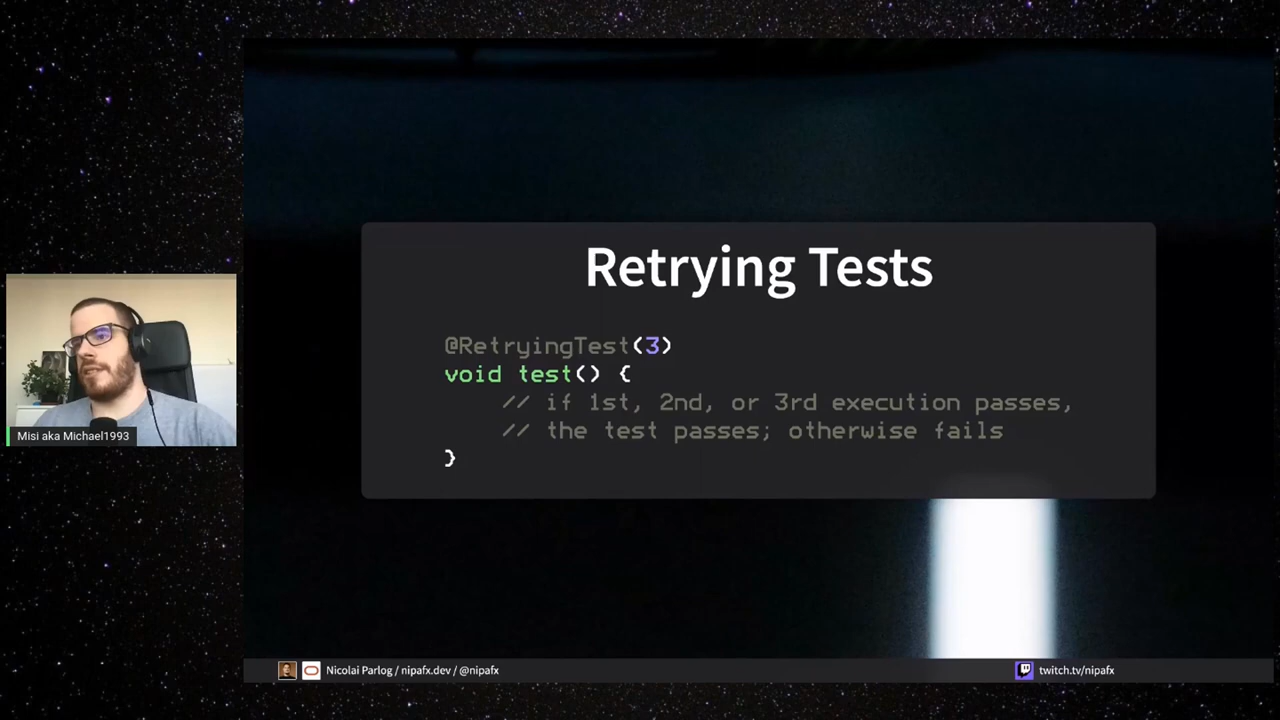 Retrying Tests
@RetryingTest(3)
void test() {
// if 1st, 2nd, or 3rd execution passes,
// the test passes; otherwise fails
}
Misi aka Michael1993
Nicolai Parlog / nipafx.dev / @nipafx
twitch.tv/nipafx